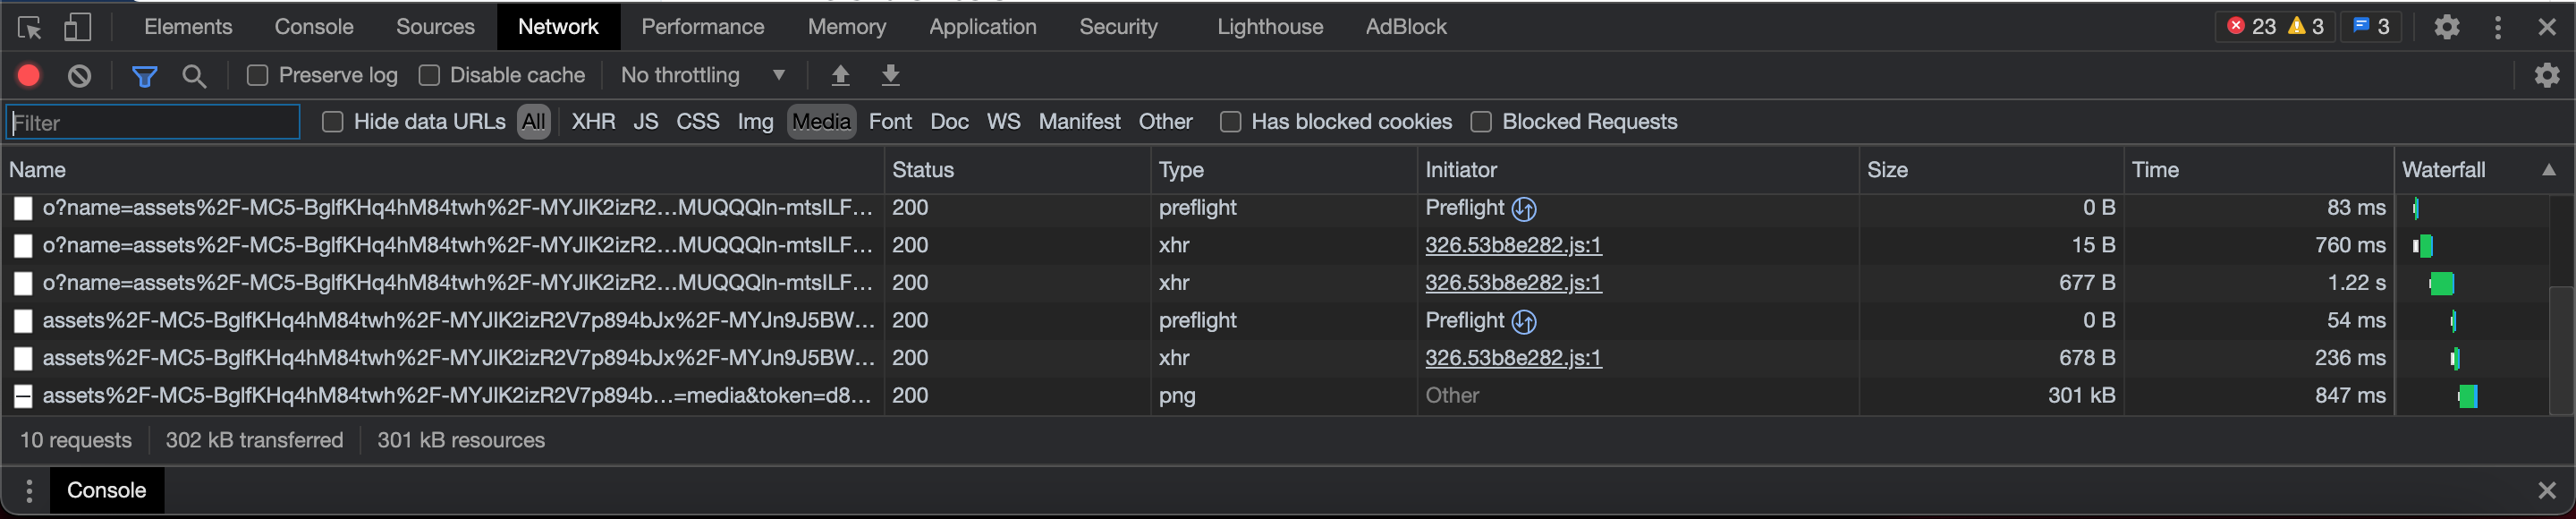 Elements Console Sources Network Performance Memory Application Security Lighthouse AdBlock 23 3 3
Preserve log Disable cache No throttling
Filter Hide data URLs All XHR JS CSS Img Media Font Doc WS Manifest Other Has blocked cookies Blocked Requests
Name Status Type Initiator Size Time Waterfall
o?name=assets%2F-MC5-BglfKHq4hM84twh%2F-MYJlK2izR2…MUQQQln-mtsILF… 200 preflight Preflight 0 B 83 ms
o?name=assets%2F-MC5-BglfKHq4hM84twh%2F-MYJlK2izR2…MUQQQln-mtsILF… 200 xhr 326.53b8e282.js:1 15 B 760 ms
o?name=assets%2F-MC5-BglfKHq4hM84twh%2F-MYJlK2izR2…MUQQQln-mtsILF… 200 xhr 326.53b8e282.js:1 677 B 1.22 s
assets%2F-MC5-BglfKHq4hM84twh%2F-MYJlK2izR2V7p894bJx%2F-MYJn9J5BW… 200 preflight Preflight 0 B 54 ms
assets%2F-MC5-BglfKHq4hM84twh%2F-MYJlK2izR2V7p894bJx%2F-MYJn9J5BW… 200 xhr 326.53b8e282.js:1 678 B 236 ms
assets%2F-MC5-BglfKHq4hM84twh%2F-MYJlK2izR2V7p894b…=media&token=d8… 200 png Other 301 kB 847 ms
10 requests 302 kB transferred 301 kB resources
Console